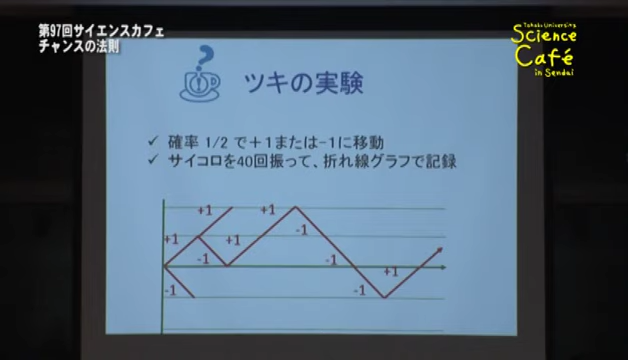 第97回サイエンスカフェ
チャンスの法則
Tohoku University
Science
Café
in Sendai
ツキの実験
✓ 確率 1/2 で＋1または-1に移動
✓ サイコロを40回振って、折れ線グラフで記録
+1
+1
+1
+1
-1
-1
-1
+1
-1
-1